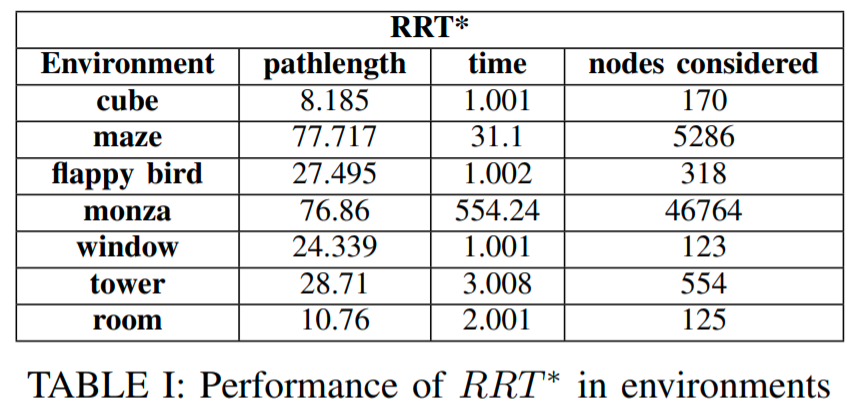 RRT*
Environment pathlength time nodes considered
cube 8.185 1.001 170
maze 77.717 31.1 5286
flappy bird 27.495 1.002 318
monza 76.86 554.24 46764
window 24.339 1.001 123
tower 28.71 3.008 554
room 10.76 2.001 125
TABLE I: Performance of RRT* in environments